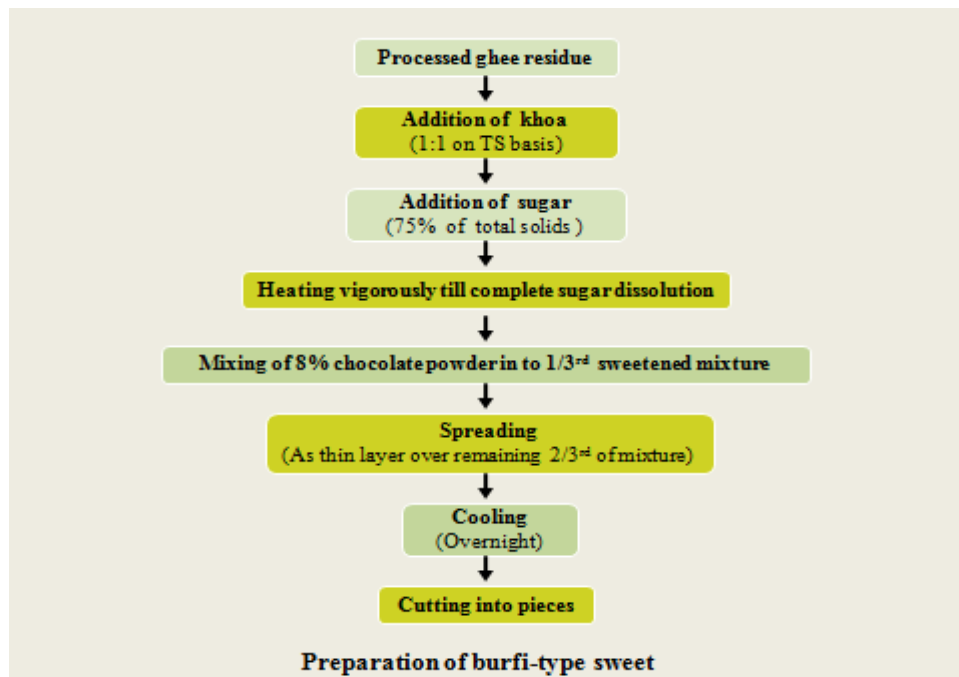 Processed ghee residue
Addition of khoa
(1:1 on TS basis)
Addition of sugar
(75% of total solids )
Heating vigorously till complete sugar dissolution
Mixing of 8% chocolate powder in to 1/3rd sweetened mixture
Spreading
(As thin layer over remaining 2/3rd of mixture)
Cooling
(Overnight)
Cutting into pieces
Preparation of burfi-type sweet